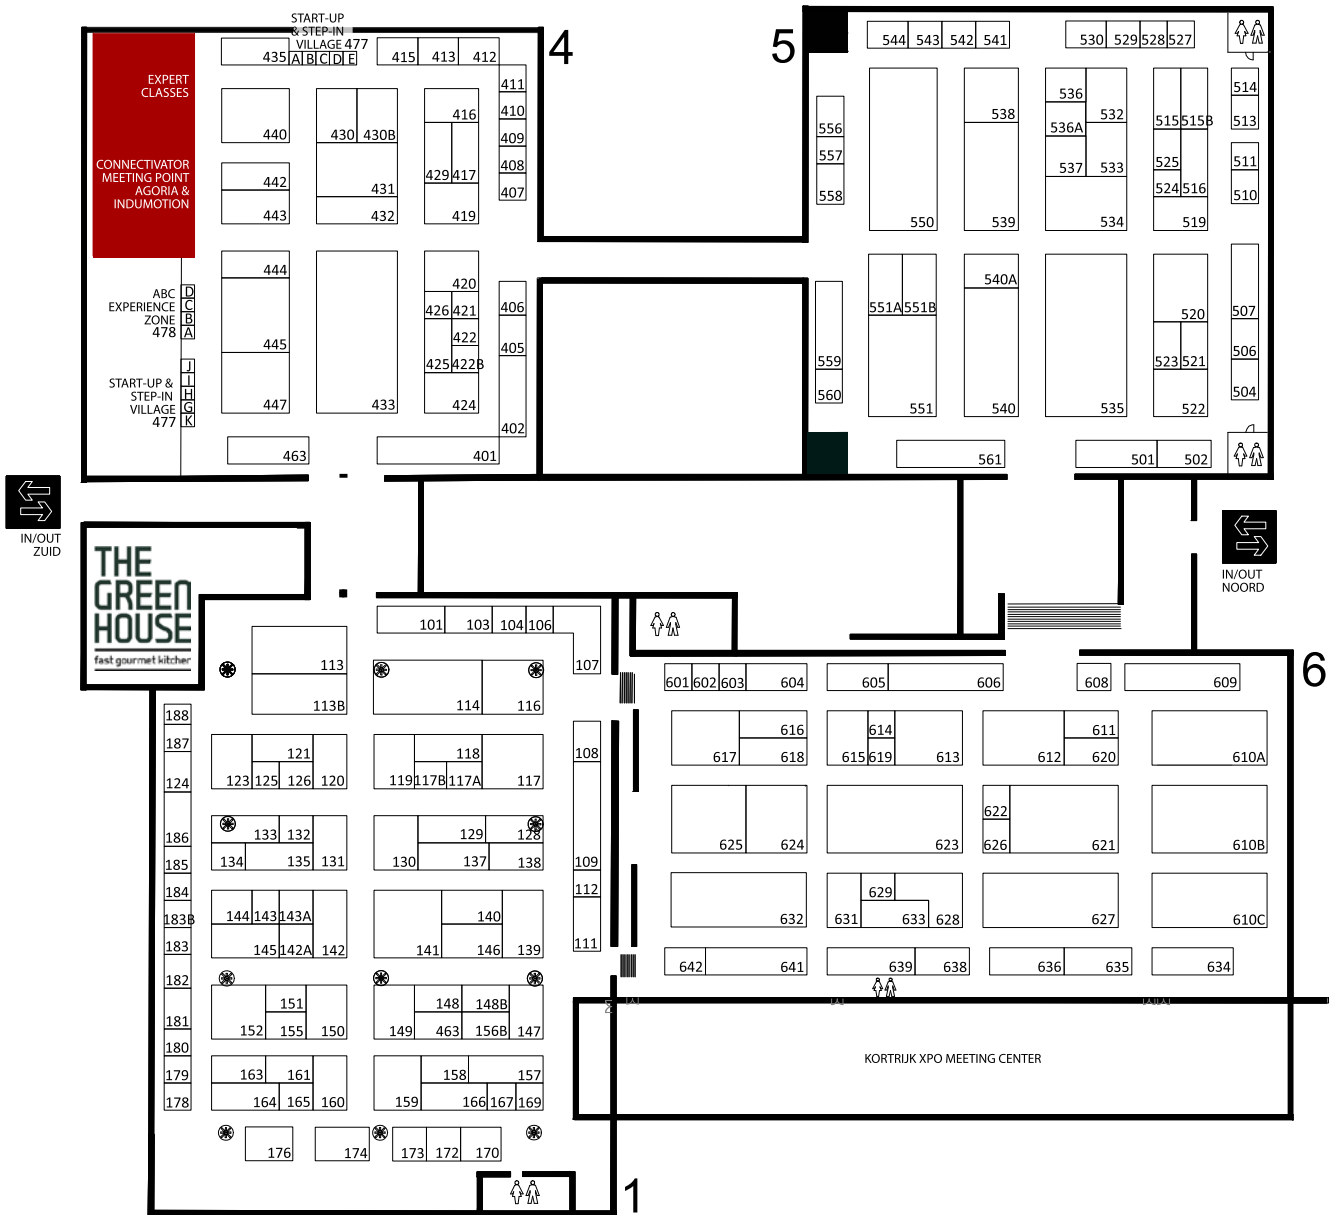 START-UP
& STEP-IN
VILLAGE 477
435
A B C D E
415 413 412
4
411
410
409
408
407
EXPERT
CLASSES
CONNECTIVATOR
MEETING POINT
AGORIA &
INDUMOTION
440
430 430B
416
429 417
442
431
443
432
419
444
420
406
426 421
422
445
405
425 422B
447
433
424
402
463
401
ABC
EXPERIENCE
ZONE
478
D
C
B
A
START-UP &
STEP-IN
VILLAGE
477
J
I
H
G
K
5
544 543 542 541
530 529 528 527
556
557
558
550
538
539
536
536A
532
537
533
534
515 515B
525
524 516
519
514
513
511
510
551A 551B
540A
559
560
551
540
535
520
523 521
522
507
506
504
561
501 502
IN/OUT
ZUID
IN/OUT
NOORD
THE
GREEN
HOUSE
fast gourmet kitchen
101 103 104 106
107
113
113B
114 116
188
187
124
186
185
184
183B
183
182
181
180
179
178
121
123 125 126 120
118
119 117B 117A 117
108
109
112
111
133 132
134 135 131
129 128
130 137 138
144 143 143A
145 142A 142
140
141 146 139
151
152 155 150
148 148B
149 463 156B 147
163 161
164 165 160
158 157
159 166 167 169
176 174 173 172 170
1
6
601 602 603 604
605 606
608 609
616
617 618
614
615 619 613
611
612 620
610A
625 624
623
622
626 621
610B
632
629
631 633 628
627
610C
642 641
639 638
636 635
634
KORTRIJK XPO MEETING CENTER